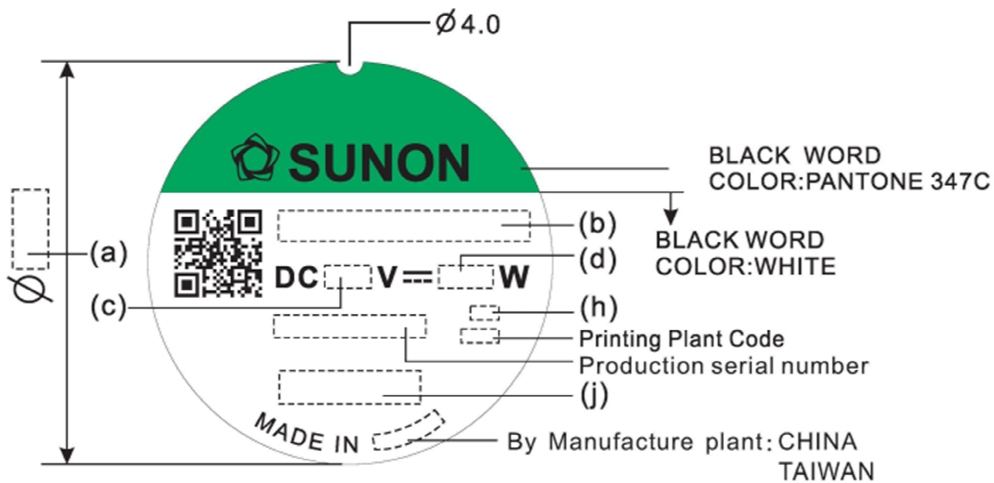 Ø4.0
SUNON
BLACK WORD
COLOR:PANTONE 347C
BLACK WORD
COLOR:WHITE
(a)
Ø
(b)
DC V W
(d)
(c)
(h)
Printing Plant Code
Production serial number
(j)
MADE IN
By Manufacture plant: CHINA
TAIWAN